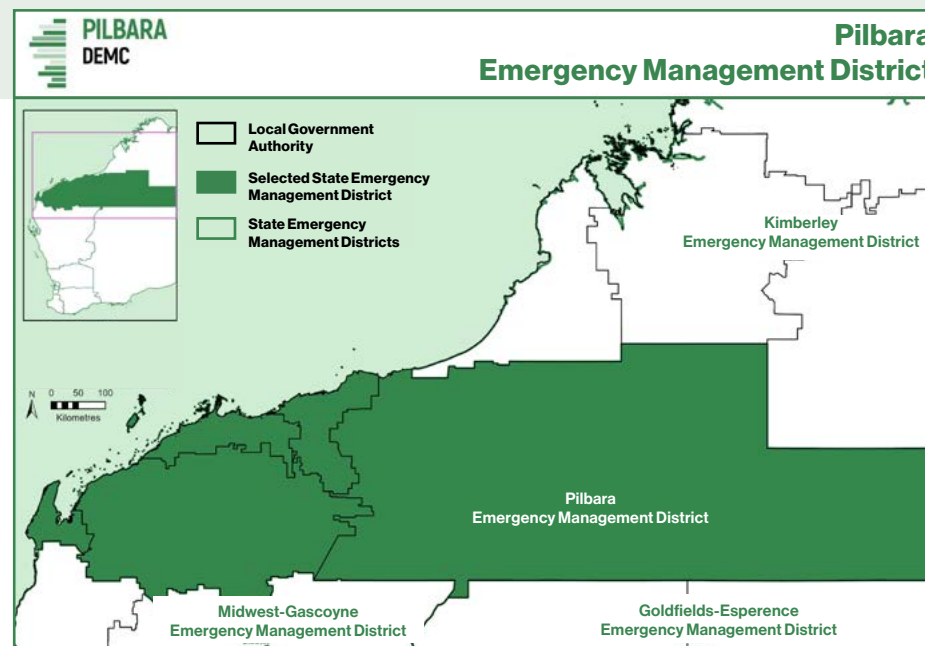 PILBARA
DEMC
Pilbara
Emergency Management District
Local Government
Authority
Selected State Emergency
Management District
State Emergency
Management Districts
Kimberley
Emergency Management District
N
0 50 100
Kilometres
Pilbara
Emergency Management District
Midwest-Gascoyne
Emergency Management District
Goldfields-Esperence
Emergency Management District